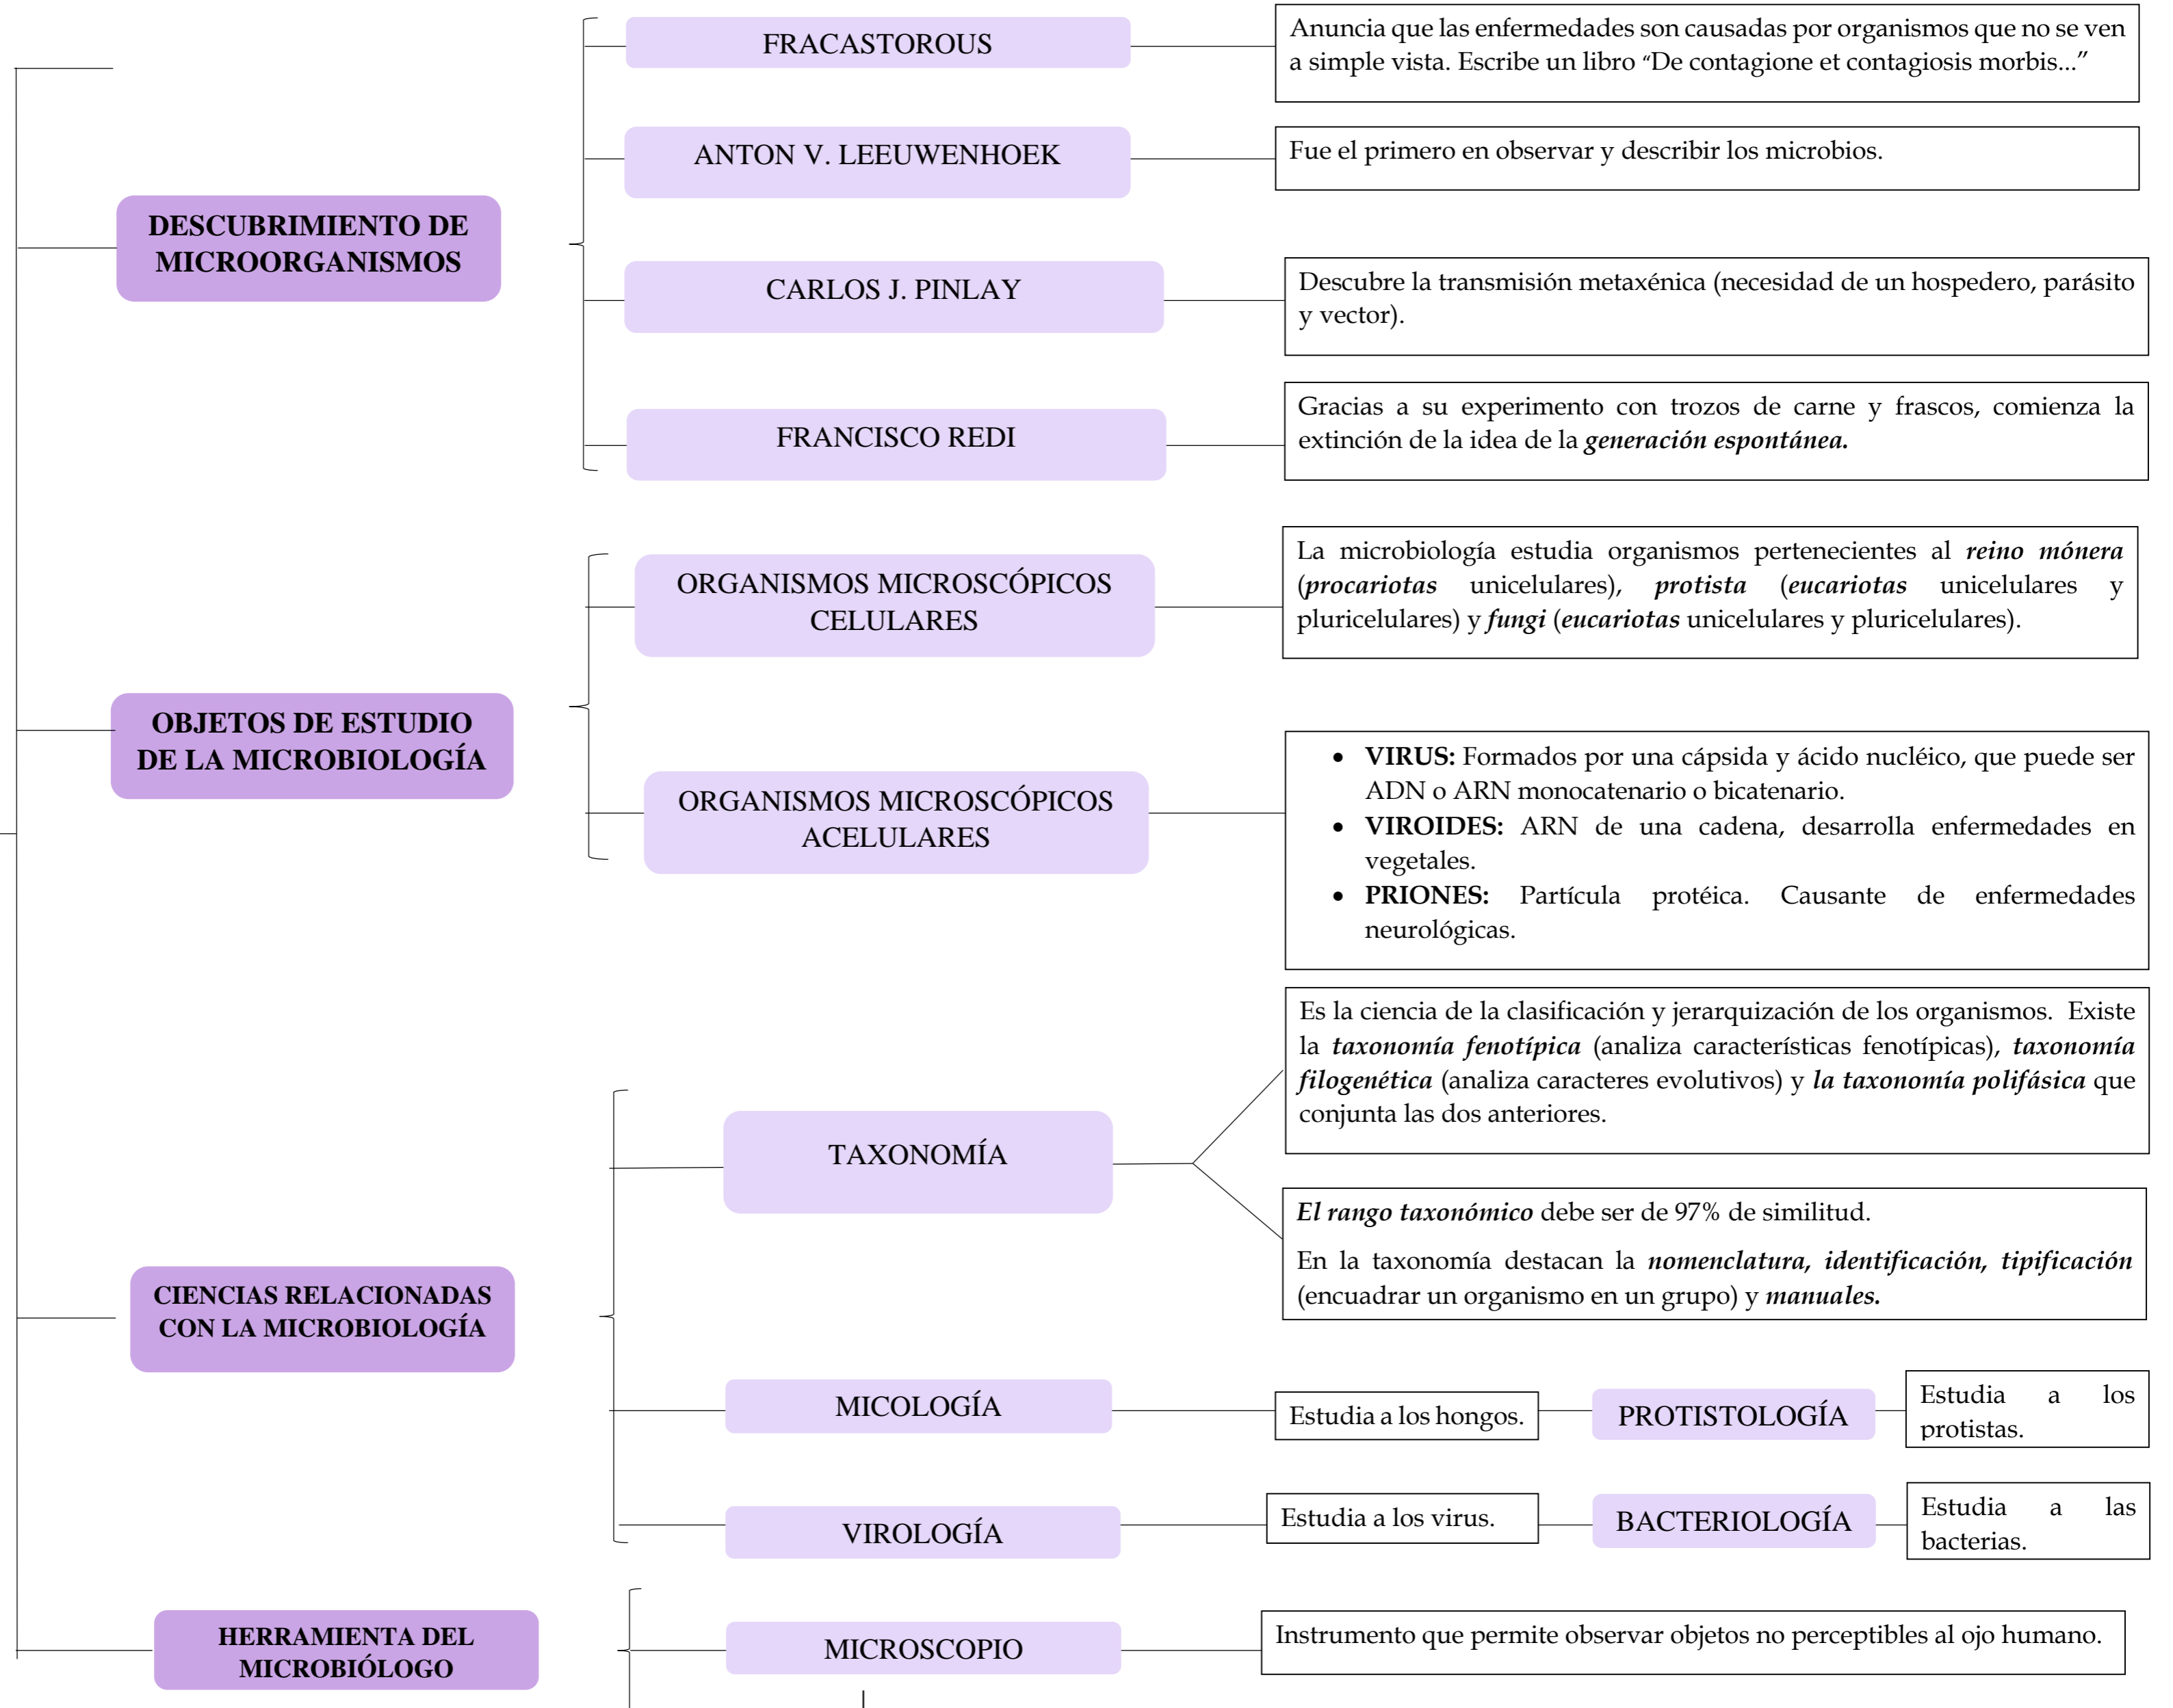 FRACASTOROUS
Anuncia que las enfermedades son causadas por organismos que no se ven
a simple vista. Escribe un libro “De contagione et contagiosis morbis...”
ANTON V. LEEUWENHOEK
Fue el primero en observar y describir los microbios.
DESCUBRIMIENTO DE
MICROORGANISMOS
CARLOS J. PINLAY
Descubre la transmisión metaxénica (necesidad de un hospedero, parásito
y vector).
FRANCISCO REDI
Gracias a su experimento con trozos de carne y frascos, comienza la
extinción de la idea de la generación espontánea.
ORGANISMOS MICROSCÓPICOS
CELULARES
La microbiología estudia organismos pertenecientes al reino mónera
(procariotas unicelulares), protista (eucariotas unicelulares y
pluricelulares) y fungi (eucariotas unicelulares y pluricelulares).
OBJETOS DE ESTUDIO
DE LA MICROBIOLOGÍA
ORGANISMOS MICROSCÓPICOS
ACELULARES
• VIRUS: Formados por una cápsida y ácido nucléico, que puede ser
ADN o ARN monocatenario o bicatenario.
• VIROIDES: ARN de una cadena, desarrolla enfermedades en
vegetales.
• PRIONES: Partícula protéica. Causante de enfermedades
neurológicas.
TAXONOMÍA
Es la ciencia de la clasificación y jerarquización de los organismos. Existe
la taxonomía fenotípica (analiza características fenotípicas), taxonomía
filogenética (analiza caracteres evolutivos) y la taxonomía polifásica que
conjunta las dos anteriores.
El rango taxonómico debe ser de 97% de similitud.
En la taxonomía destacan la nomenclatura, identificación, tipificación
(encuadrar un organismo en un grupo) y manuales.
CIENCIAS RELACIONADAS
CON LA MICROBIOLOGÍA
MICOLOGÍA
Estudia a los hongos.
PROTISTOLOGÍA
Estudia a los
protistas.
VIROLOGÍA
Estudia a los virus.
BACTERIOLOGÍA
Estudia a las
bacterias.
HERRAMIENTA DEL
MICROBIÓLOGO
MICROSCOPIO
Instrumento que permite observar objetos no perceptibles al ojo humano.